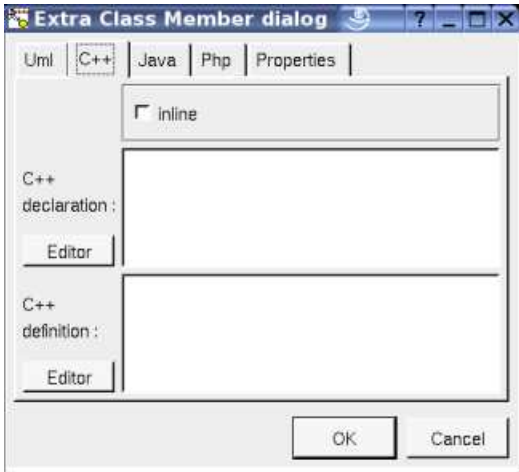 Extra Class Member dialog ?
Uml C++ Java Php Properties
inline
C++
declaration :
Editor
C++
definition :
Editor
OK Cancel